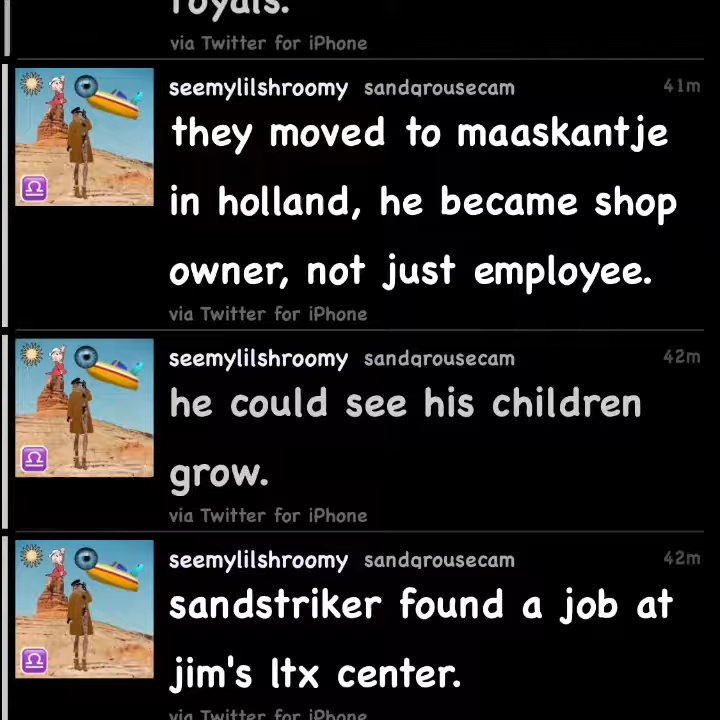 royals.
via Twitter for iPhone
seemylilshroomy sandgrousecam 41m
they moved to maaskantje
in holland, he became shop
owner, not just employee.
via Twitter for iPhone
seemylilshroomy sandgrousecam 42m
he could see his children
grow.
via Twitter for iPhone
seemylilshroomy sandgrousecam 42m
sandstriker found a job at
jim's ltx center.
via Twitter for iPhone